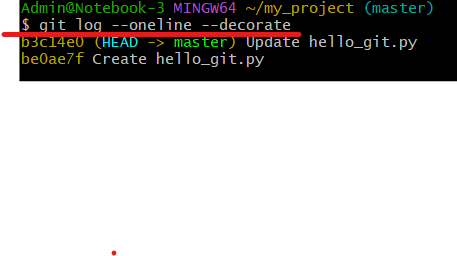 Admin@Notebook-3 MINGW64 ~/my_project (master)
$ git log --oneline --decorate
b3c14e0 (HEAD -> master) Update hello_git.py
be0ae7f Create hello_git.py